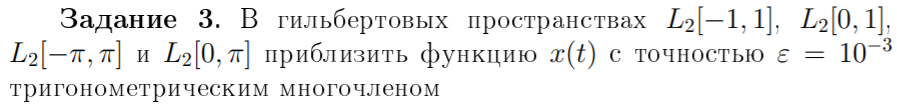 Задание 3. В гильбертовых пространствах L₂[−1, 1], L₂[0, 1],
L₂[−π, π] и L₂[0, π] приблизить функцию x(t) с точностью ε = 10⁻³
тригонометрическим многочленом